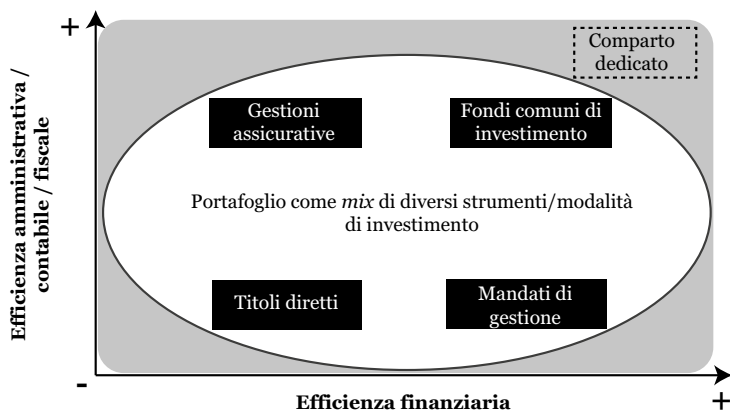 +
Comparto
dedicato
Efficienza amministrativa /
contabile / fiscale
Gestioni
assicurative
Fondi comuni di
investimento
Portafoglio come mix di diversi strumenti/modalità
di investimento
Titoli diretti
Mandati di
gestione
-
Efficienza finanziaria
+